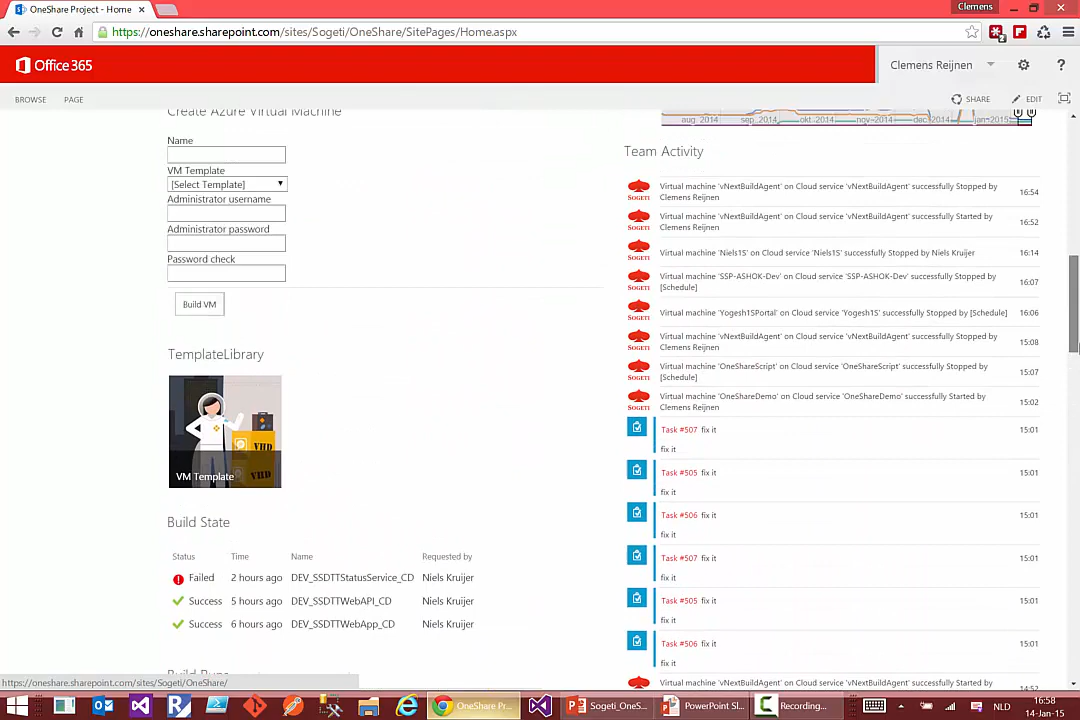 OneShare Project - Home
Clemens
https://oneshare.sharepoint.com/sites/Sogeti/OneShare/SitePages/Home.aspx
Office 365
Clemens Reijnen
?
BROWSE
PAGE
SHARE
EDIT
Create Azure Virtual Machine
Name
VM Template
[Select Template]
Administrator username
Administrator password
Password check
Build VM
TemplateLibrary
VHD
VHD
VM Template
Build State
Status Time Name Requested by
Failed 2 hours ago DEV_SSDTTStatusService_CD Niels Kruijer
Success 5 hours ago DEV_SSDTTWebAPI_CD Niels Kruijer
Success 6 hours ago DEV_SSDTTWebApp_CD Niels Kruijer
aug. 2014 sep. 2014 okt. 2014 nov. 2014 dec. 2014 jan. 2015
Team Activity
SOGETI
Virtual machine 'vNextBuildAgent' on Cloud service 'vNextBuildAgent' successfully Stopped by
Clemens Reijnen
16:54
SOGETI
Virtual machine 'vNextBuildAgent' on Cloud service 'vNextBuildAgent' successfully Started by
Clemens Reijnen
16:52
SOGETI
Virtual machine 'Niels1S' on Cloud service 'Niels1S' successfully Stopped by Niels Kruijer
16:14
SOGETI
Virtual machine 'SSP-ASHOK-Dev' on Cloud service 'SSP-ASHOK-Dev' successfully Stopped by
[Schedule]
16:07
SOGETI
Virtual machine 'Yogesh1SPortal' on Cloud service 'Yogesh1S' successfully Stopped by [Schedule]
16:06
SOGETI
Virtual machine 'vNextBuildAgent' on Cloud service 'vNextBuildAgent' successfully Started by
Clemens Reijnen
15:08
SOGETI
Virtual machine 'OneShareScript' on Cloud service 'OneShareScript' successfully Stopped by
[Schedule]
15:07
SOGETI
Virtual machine 'OneShareDemo' on Cloud service 'OneShareDemo' successfully Started by
Clemens Reijnen
15:02
Task #507 fix it
fix it
15:01
Task #505 fix it
fix it
15:01
Task #506 fix it
fix it
15:01
Task #507 fix it
fix it
15:01
Task #505 fix it
fix it
15:01
Task #506 fix it
fix it
15:01
14:52
https://oneshare.sharepoint.com/sites/Sogeti/OneShare/
OneShare Pr...
Sogeti_OneS...
PowerPoint Sl...
Recording...
NLD
16:58
14-Jan-15